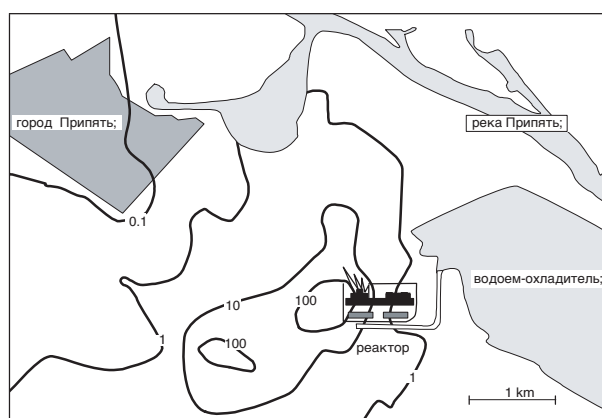 город Припять;
река Припять;
0.1
водоем-охладитель;
10
100
1
100
реактор
1
1 km